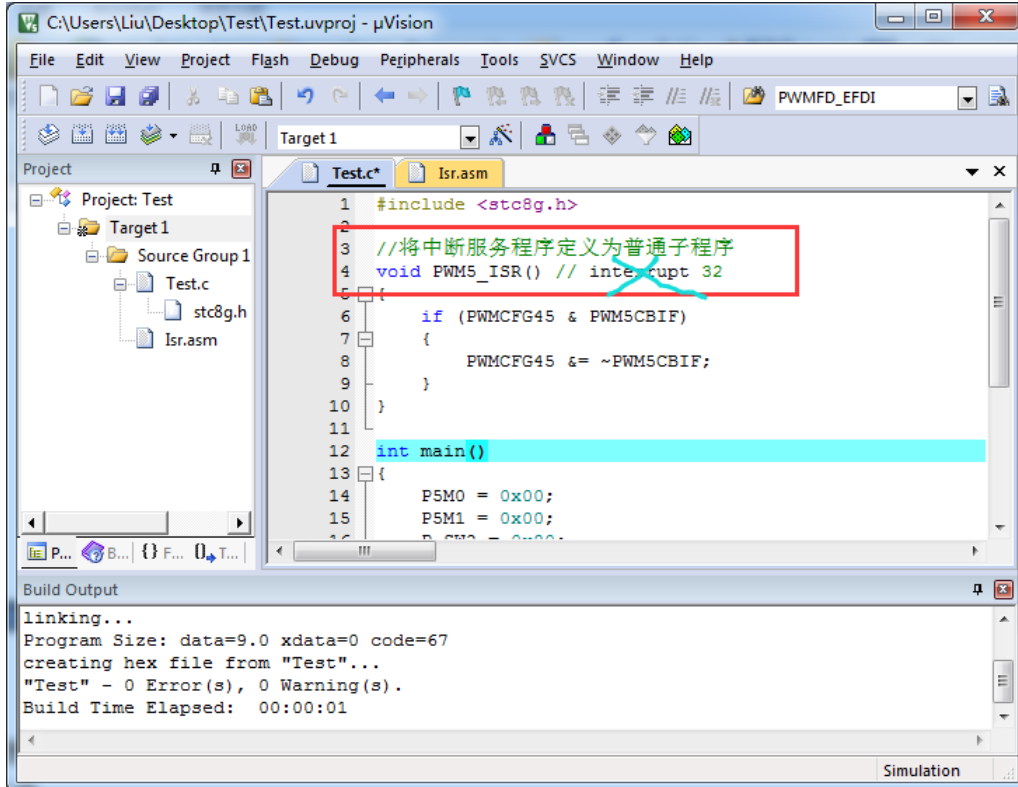 C:\Users\Liu\Desktop\Test\Test.uvproj - µVision
File Edit View Project Flash Debug Peripherals Tools SVCS Window Help
PWMFD_EFDI
LOAD Target 1
Project
Test.c* Isr.asm
Project: Test
Target 1
Source Group 1
Test.c
stc8g.h
Isr.asm
1 #include <stc8g.h>
2
3 //将中断服务程序定义为普通子程序
4 void PWM5_ISR() // interrupt 32
5 {
6 if (PWMCFG45 & PWM5CBIF)
7 {
8 PWMCFG45 &= ~PWM5CBIF;
9 }
10 }
11
12 int main()
13 {
14 P5M0 = 0x00;
15 P5M1 = 0x00;
P... B... {} F... T...
Build Output
linking...
Program Size: data=9.0 xdata=0 code=67
creating hex file from "Test"...
"Test" - 0 Error(s), 0 Warning(s).
Build Time Elapsed: 00:00:01
Simulation